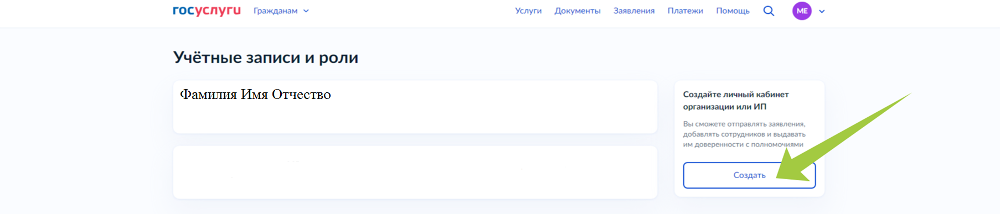 госуслуги Гражданам Услуги Документы Заявления Платежи Помощь МЕ
Учётные записи и роли
Фамилия Имя Отчество
Создайте личный кабинет
организации или ИП
Вы сможете отправлять заявления,
добавлять сотрудников и выдавать
им доверенности с полномочиями
Создать